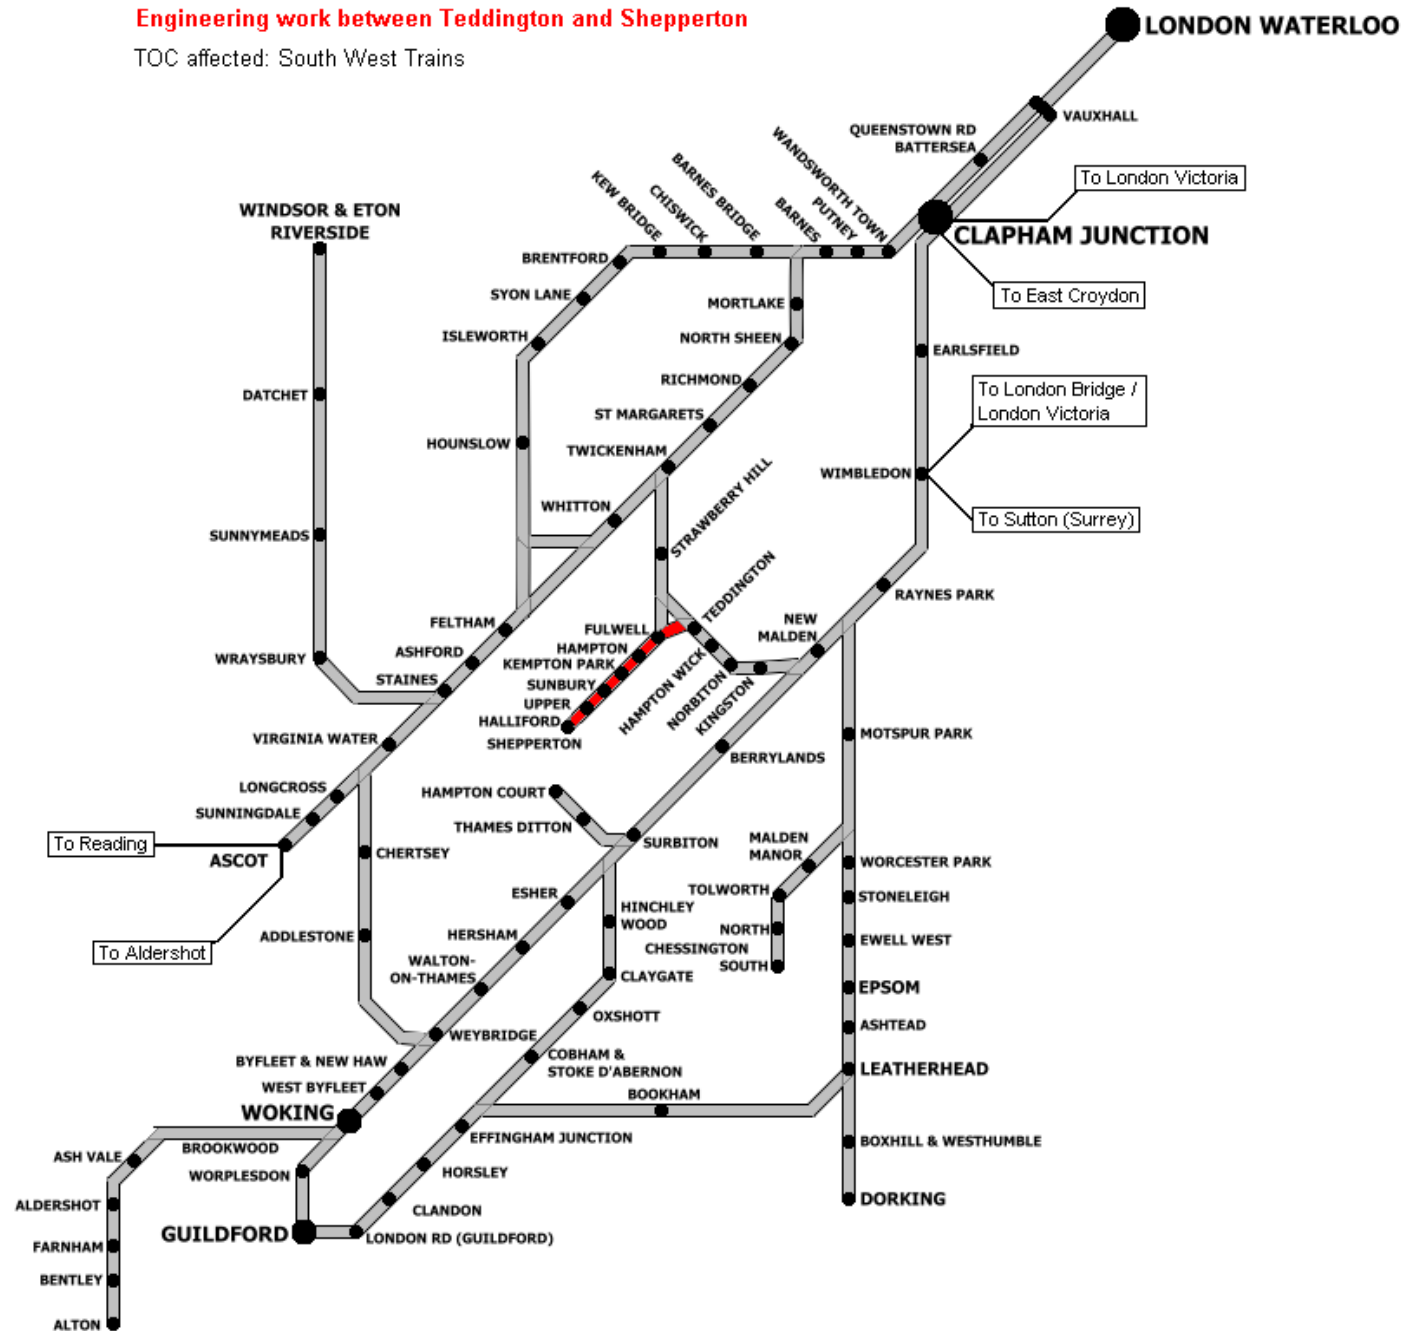 Engineering work between Teddington and Shepperton
TOC affected: South West Trains
LONDON WATERLOO
VAUXHALL
QUEENSTOWN RD
BATTERSEA
To London Victoria
CLAPHAM JUNCTION
To East Croydon
WANDSWORTH TOWN
PUTNEY
BARNES
BARNES BRIDGE
CHISWICK
KEW BRIDGE
BRENTFORD
SYON LANE
ISLEWORTH
HOUNSLOW
WINDSOR & ETON
RIVERSIDE
DATCHET
SUNNYMEADS
WRAYSBURY
MORTLAKE
NORTH SHEEN
RICHMOND
ST MARGARETS
TWICKENHAM
WHITTON
FELTHAM
ASHFORD
STAINES
VIRGINIA WATER
LONGCROSS
SUNNINGDALE
ASCOT
To Reading
To Aldershot
CHERTSEY
ADDLESTONE
STRAWBERRY HILL
TEDDINGTON
FULWELL
HAMPTON
KEMPTON PARK
SUNBURY
UPPER
HALLIFORD
SHEPPERTON
HAMPTON WICK
NORBITON
KINGSTON
NEW
MALDEN
EARLSFIELD
To London Bridge /
London Victoria
WIMBLEDON
To Sutton (Surrey)
RAYNES PARK
BERRYLANDS
SURBITON
HAMPTON COURT
THAMES DITTON
ESHER
HERSHAM
WALTON-
ON-THAMES
WEYBRIDGE
BYFLEET & NEW HAW
WEST BYFLEET
WOKING
BROOKWOOD
ASH VALE
ALDERSHOT
FARNHAM
BENTLEY
ALTON
WORPLESDON
GUILDFORD
LONDON RD (GUILDFORD)
CLANDON
HORSLEY
EFFINGHAM JUNCTION
COBHAM &
STOKE D'ABERNON
OXSHOTT
CLAYGATE
HINCHLEY
WOOD
BOOKHAM
MOTSPUR PARK
MALDEN
MANOR
TOLWORTH
NORTH
CHESSINGTON
SOUTH
WORCESTER PARK
STONELEIGH
EWELL WEST
EPSOM
ASHTEAD
LEATHERHEAD
BOXHILL & WESTHUMBLE
DORKING